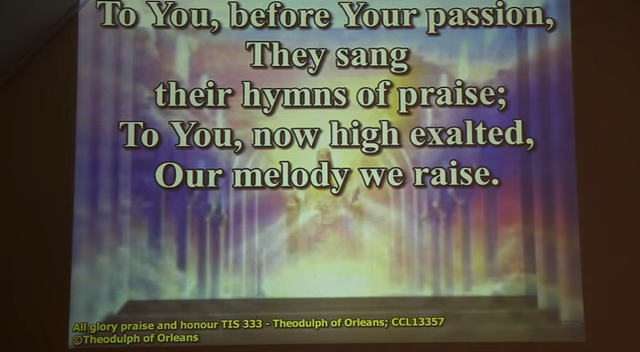 To You, before Your passion,
They sang
their hymns of praise;
To You, now high exalted,
Our melody we raise.
All glory praise and honour TIS 333 - Theodulph of Orleans; CCL13357
©Theodulph of Orleans